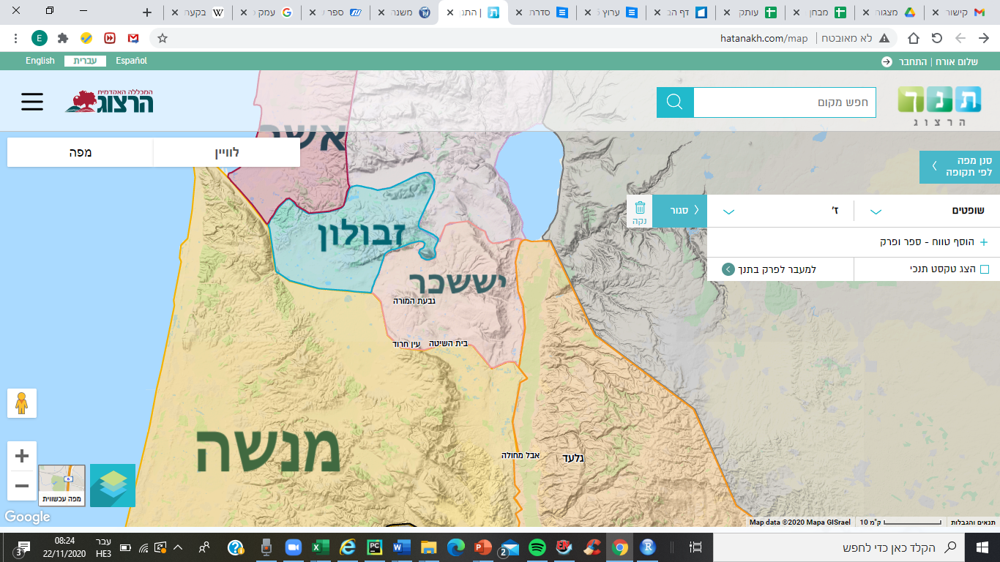 קישור
מצגות
מבחן
עותק
דף הב
ערוץ 5
סדרה
| התנ
משנה
ספר ע
עמק כ
בקעת
hatanakh.com/map
לא מאובטח
E
English
עברית
Español
שלום אורח | התחבר
תנך
הרצוג
חפש מקום
המכללה האקדמית
הרצוג
מפה
לוויין
סנן מפה
לפי תקופה
שופטים
ז'
סגור
נקה
הוסף טווח - ספר ופרק
הצג טקסט תנכי
למעבר לפרק בתנך
אשר
זבולון
יששכר
גבעת המורה
בית השיטה
עין חרוד
מנשה
אבל מחולה
גלעד
מפה עכשווית
Google
Map data ©2020 Mapa GISrael
10 ק"מ
תנאים והגבלות
הקלד כאן כדי לחפש
עבר
HE3
08:24
22/11/2020
3
2